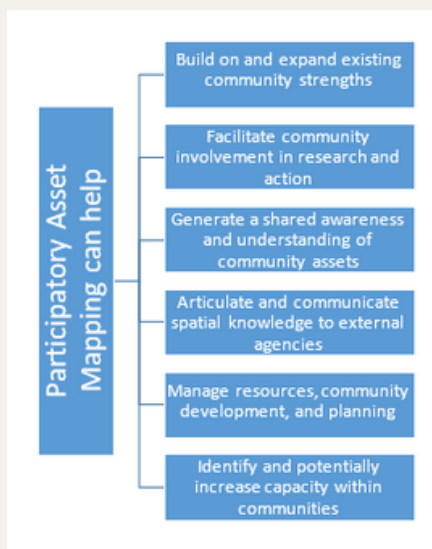 Participatory Asset
Mapping can help
Build on and expand existing
community strengths
Facilitate community
involvement in research and
action
Generate a shared awareness
and understanding of
community assets
Articulate and communicate
spatial knowledge to external
agencies
Manage resources, community
development, and planning
Identify and potentially
increase capacity within
communities